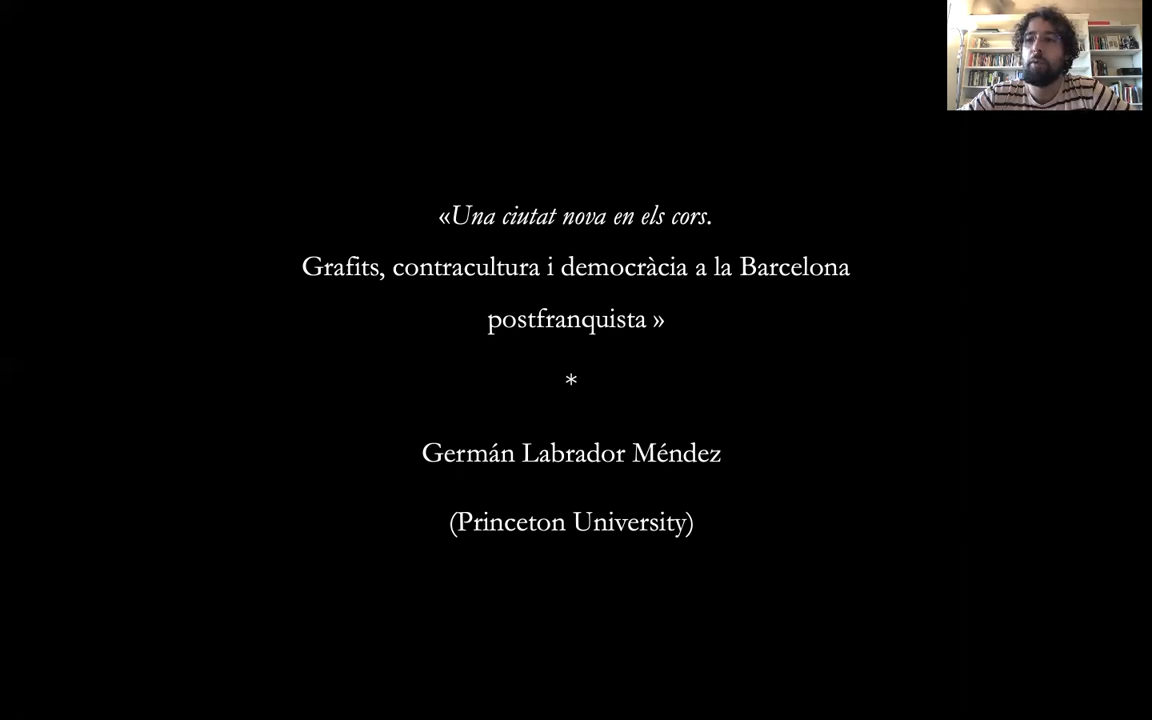 «Una ciutat nova en els cors.
Grafits, contracultura i democràcia a la Barcelona
postfranquista »
*
Germán Labrador Méndez
(Princeton University)